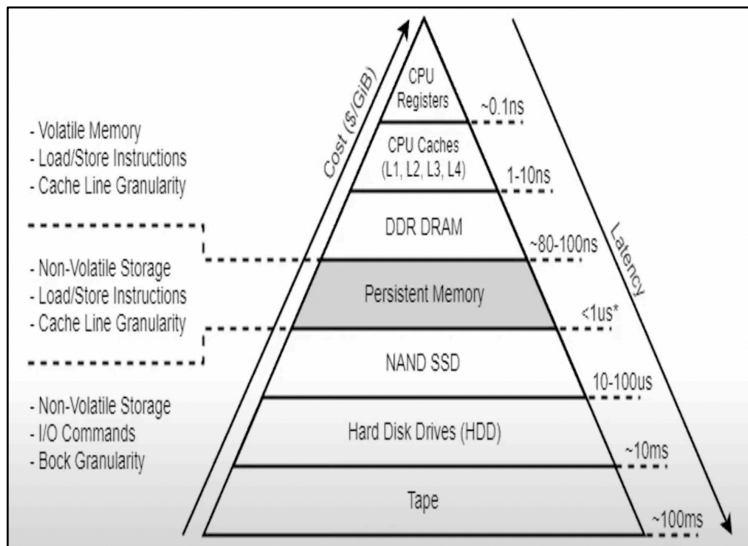 CPU
Registers
~0.1ns
Cost ($/GiB)
- Volatile Memory
- Load/Store Instructions
- Cache Line Granularity
CPU Caches
(L1, L2, L3, L4)
1-10ns
DDR DRAM
~80-100ns
Latency
- Non-Volatile Storage
- Load/Store Instructions
- Cache Line Granularity
Persistent Memory
<1us*
NAND SSD
10-100us
- Non-Volatile Storage
- I/O Commands
- Bock Granularity
Hard Disk Drives (HDD)
~10ms
Tape
~100ms